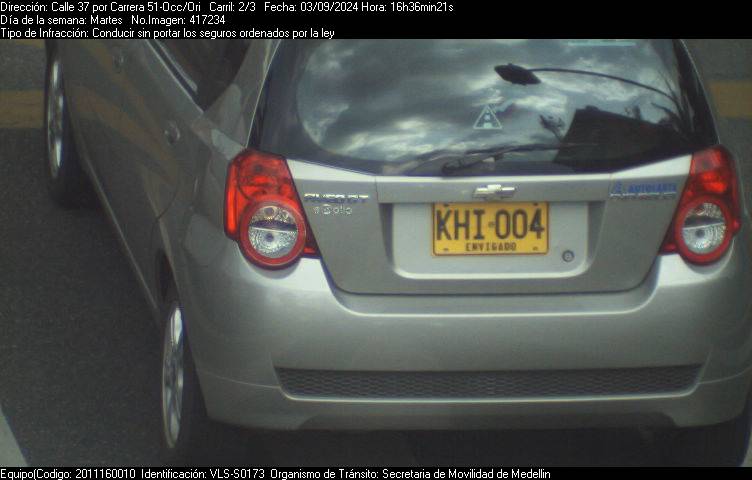 Dirección: Calle 37 por Carrera 51-Occ/Ori   Carril: 2/3   Fecha: 03/09/2024 Hora: 16h36min21s
Día de la semana: Martes   No.Imagen: 417234
Tipo de Infracción: Conducir sin portar los seguros ordenados por la ley
AUTOLARTE
KHI-004
ENVIGADO
Equipo(Codigo: 2011160010  Identificación: VLS-S0173  Organismo de Tránsito: Secretaria de Movilidad de Medellin